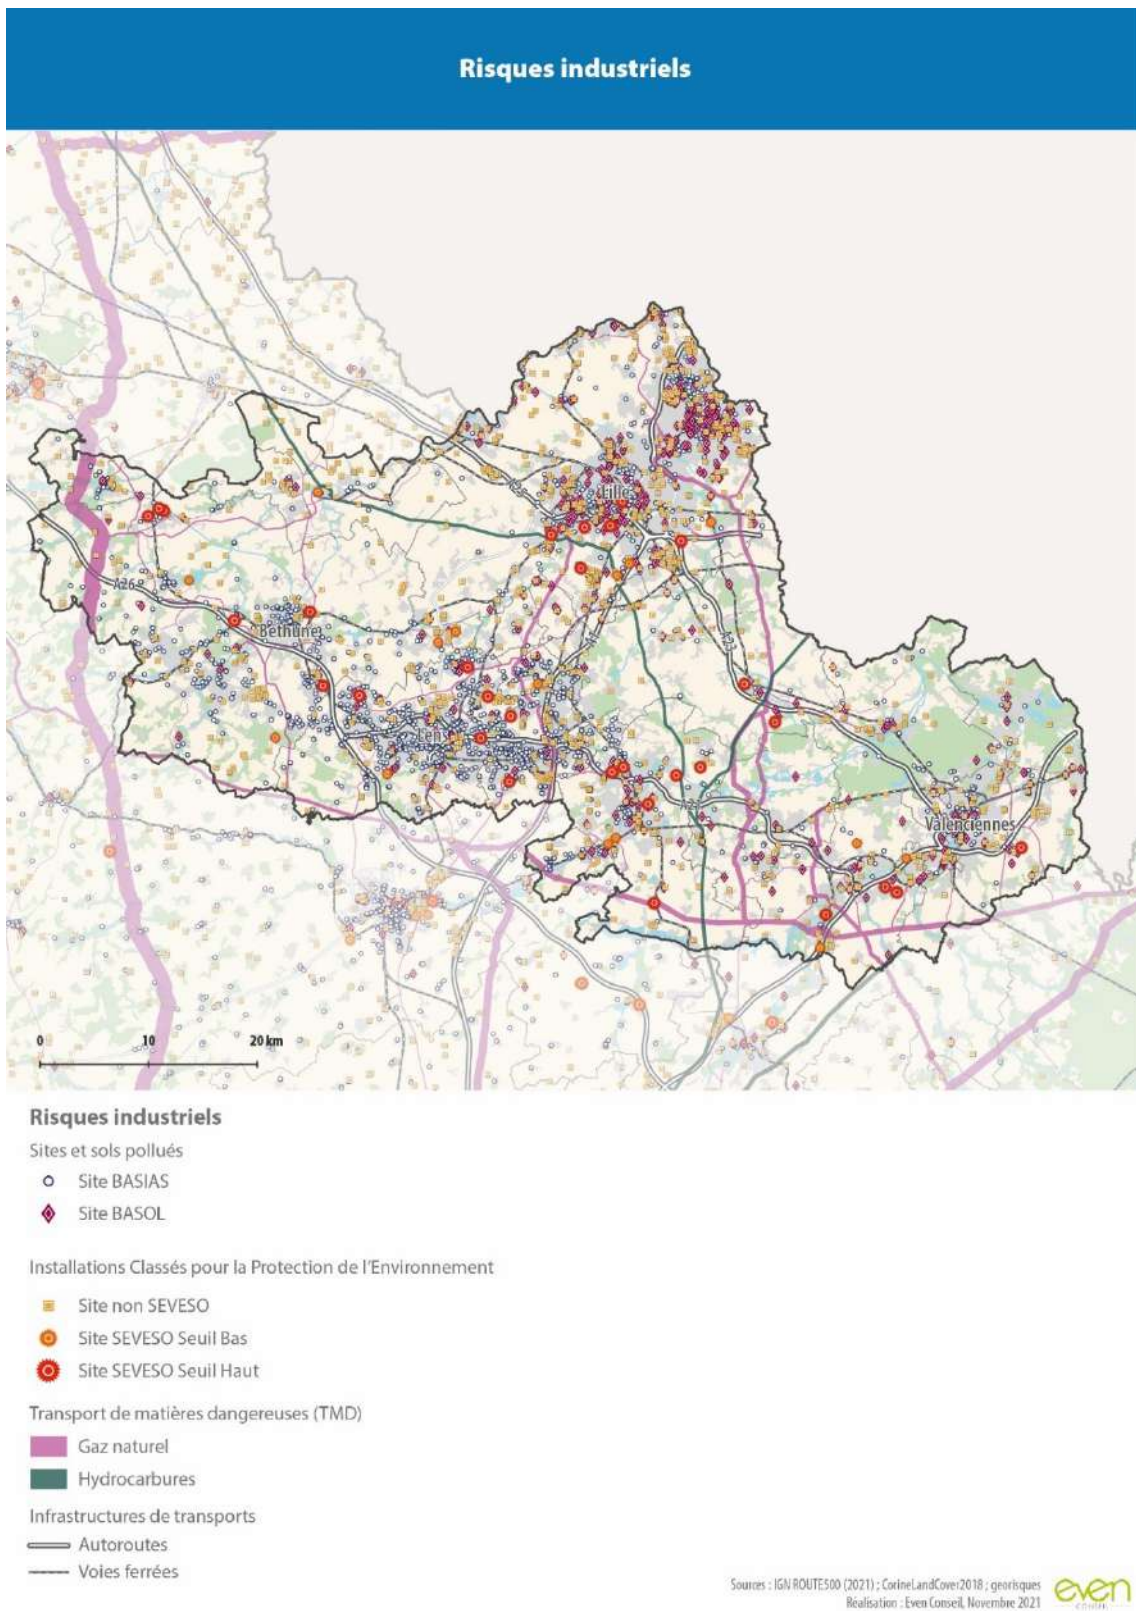 Risques industriels
Lille
A26
Béthune
A23
Lens
A21
Valenciennes
0 10 20 km
Risques industriels
Sites et sols pollués
Site BASIAS
Site BASOL
Installations Classés pour la Protection de l'Environnement
Site non SEVESO
Site SEVESO Seuil Bas
Site SEVESO Seuil Haut
Transport de matières dangereuses (TMD)
Gaz naturel
Hydrocarbures
Infrastructures de transports
Autoroutes
Voies ferrées
Sources : IGN ROUTE500 (2021) ; CorineLandCover2018 ; georisques
Réalisation : Even Conseil, Novembre 2021
even
CONSEIL